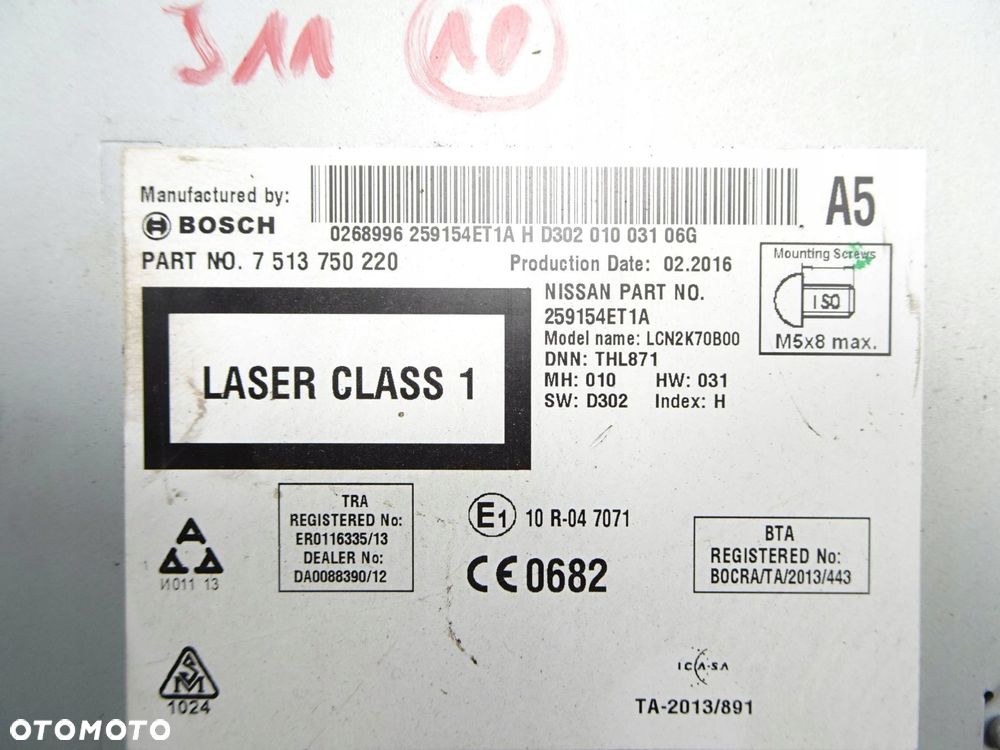 J11 10
Manufactured by:
BOSCH
A5
0268996 259154ET1A H D302 010 031 06G
PART NO. 7 513 750 220
Production Date: 02.2016
Mounting Screws
ISO
M5x8 max.
NISSAN PART NO.
259154ET1A
Model name: LCN2K70B00
DNN: THL871
MH: 010 HW: 031
SW: D302 Index: H
LASER CLASS 1
TRA
REGISTERED No:
ER0116335/13
DEALER No:
DA0088390/12
E1 10 R-04 7071
CE 0682
BTA
REGISTERED No:
BOCRA/TA/2013/443
И011 13
SM
1024
ICASA
TA-2013/891
OTOMOTO